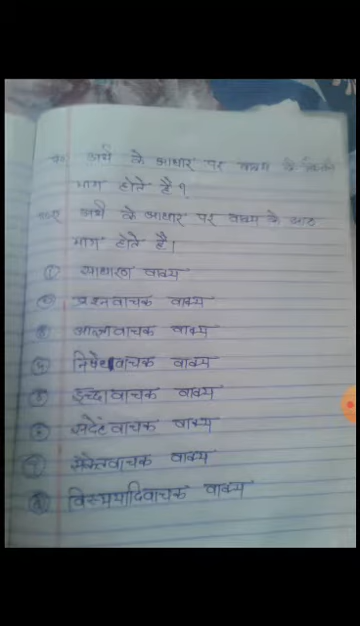 प्र० अर्थ के आधार पर वाक्य के कितने
भाग होते है ?
उ० अर्थ के आधार पर वाक्य के आठ
भाग होते है।
① साधारण वाक्य
② प्रश्नवाचक वाक्य
③ आज्ञावाचक वाक्य
④ निषेधवाचक वाक्य
⑤ इच्छावाचक वाक्य
⑥ संदेहवाचक वाक्य
⑦ संकेतवाचक वाक्य
⑧ विस्मयादिवाचक वाक्य